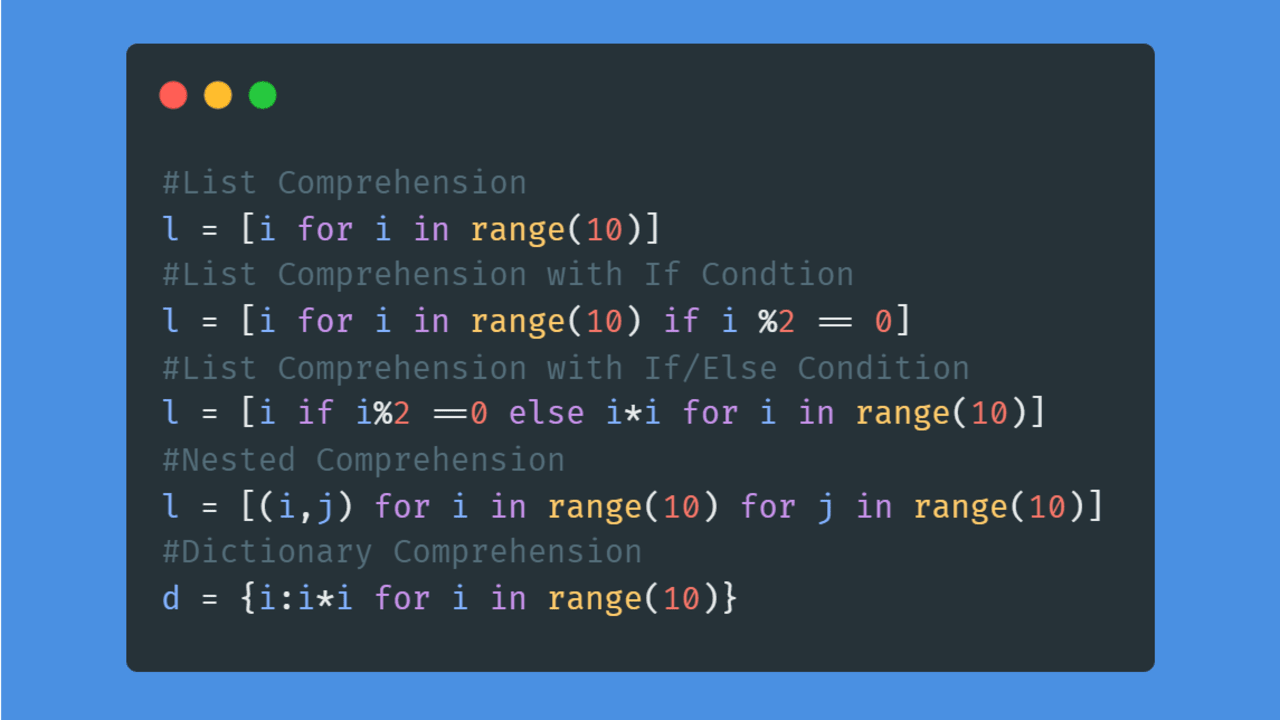 #List Comprehension
l = [i for i in range(10)]
#List Comprehension with If Condtion
l = [i for i in range(10) if i %2 == 0]
#List Comprehension with If/Else Condition
l = [i if i%2 ==0 else i*i for i in range(10)]
#Nested Comprehension
l = [(i,j) for i in range(10) for j in range(10)]
#Dictionary Comprehension
d = {i:i*i for i in range(10)}